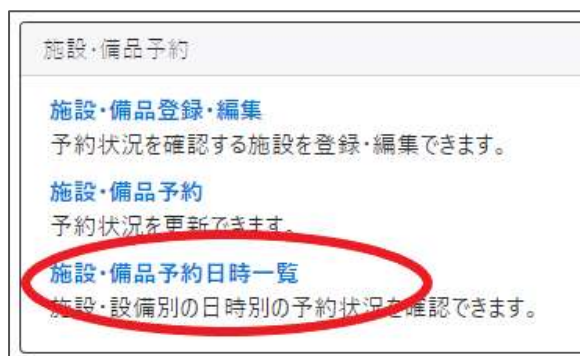 施設・備品予約
施設・備品登録・編集
予約状況を確認する施設を登録・編集できます。
施設・備品予約
予約状況を更新できます。
施設・備品予約日時一覧
施設・設備別の日時別の予約状況を確認できます。